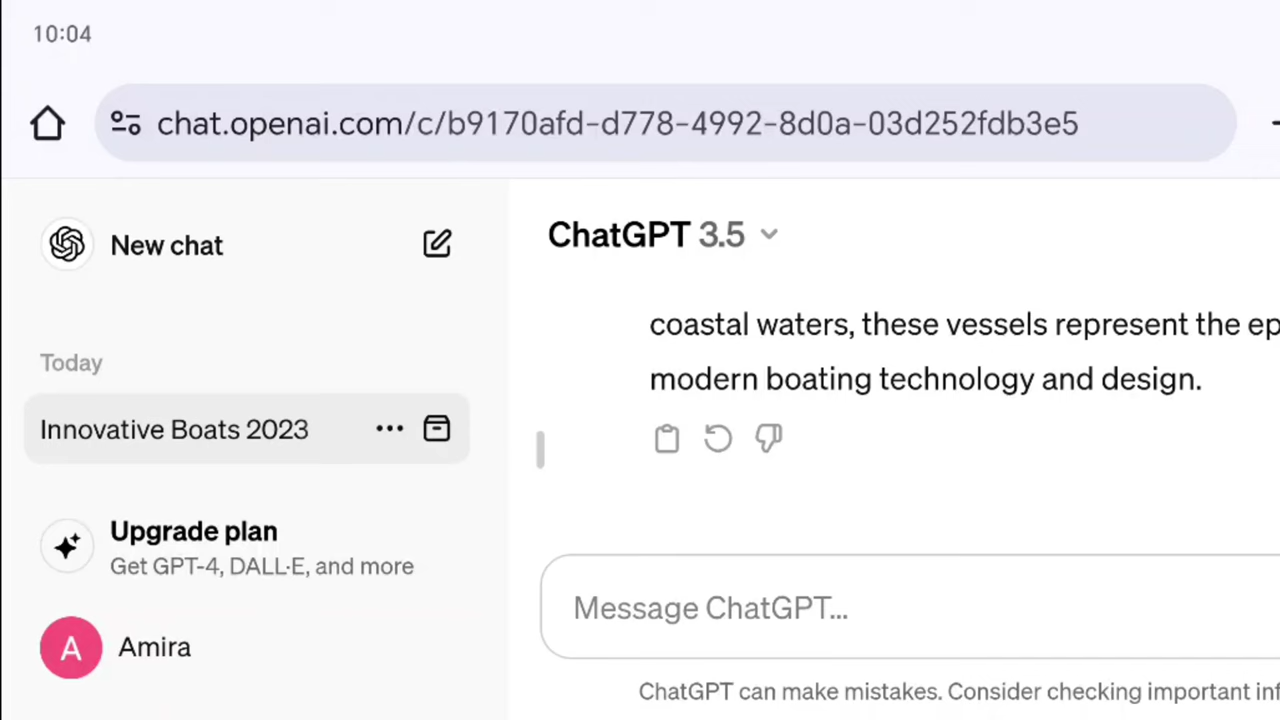 10:04
chat.openai.com/c/b9170afd-d778-4992-8d0a-03d252fdb3e5
New chat
Today
Innovative Boats 2023
Upgrade plan
Get GPT-4, DALL·E, and more
A
Amira
ChatGPT 3.5
coastal waters, these vessels represent the
modern boating technology and design.
Message ChatGPT...
ChatGPT can make mistakes. Consider checking important